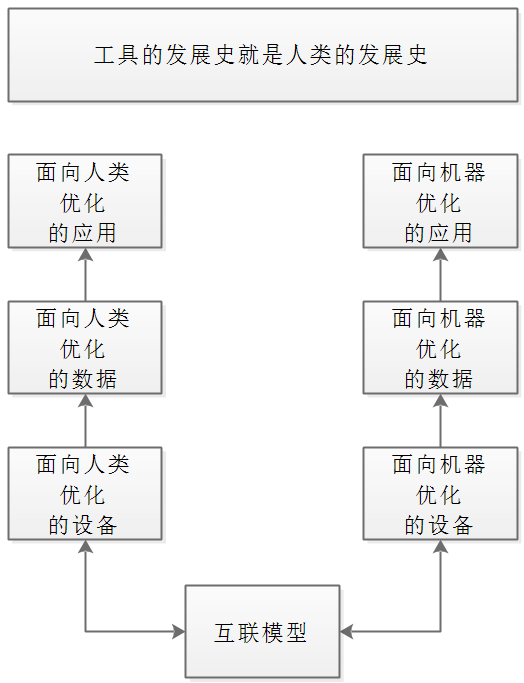 工具的发展史就是人类的发展史
面向人类
优化
的应用
面向机器
优化
的应用
面向人类
优化
的数据
面向机器
优化
的数据
面向人类
优化
的设备
面向机器
优化
的设备
互联模型